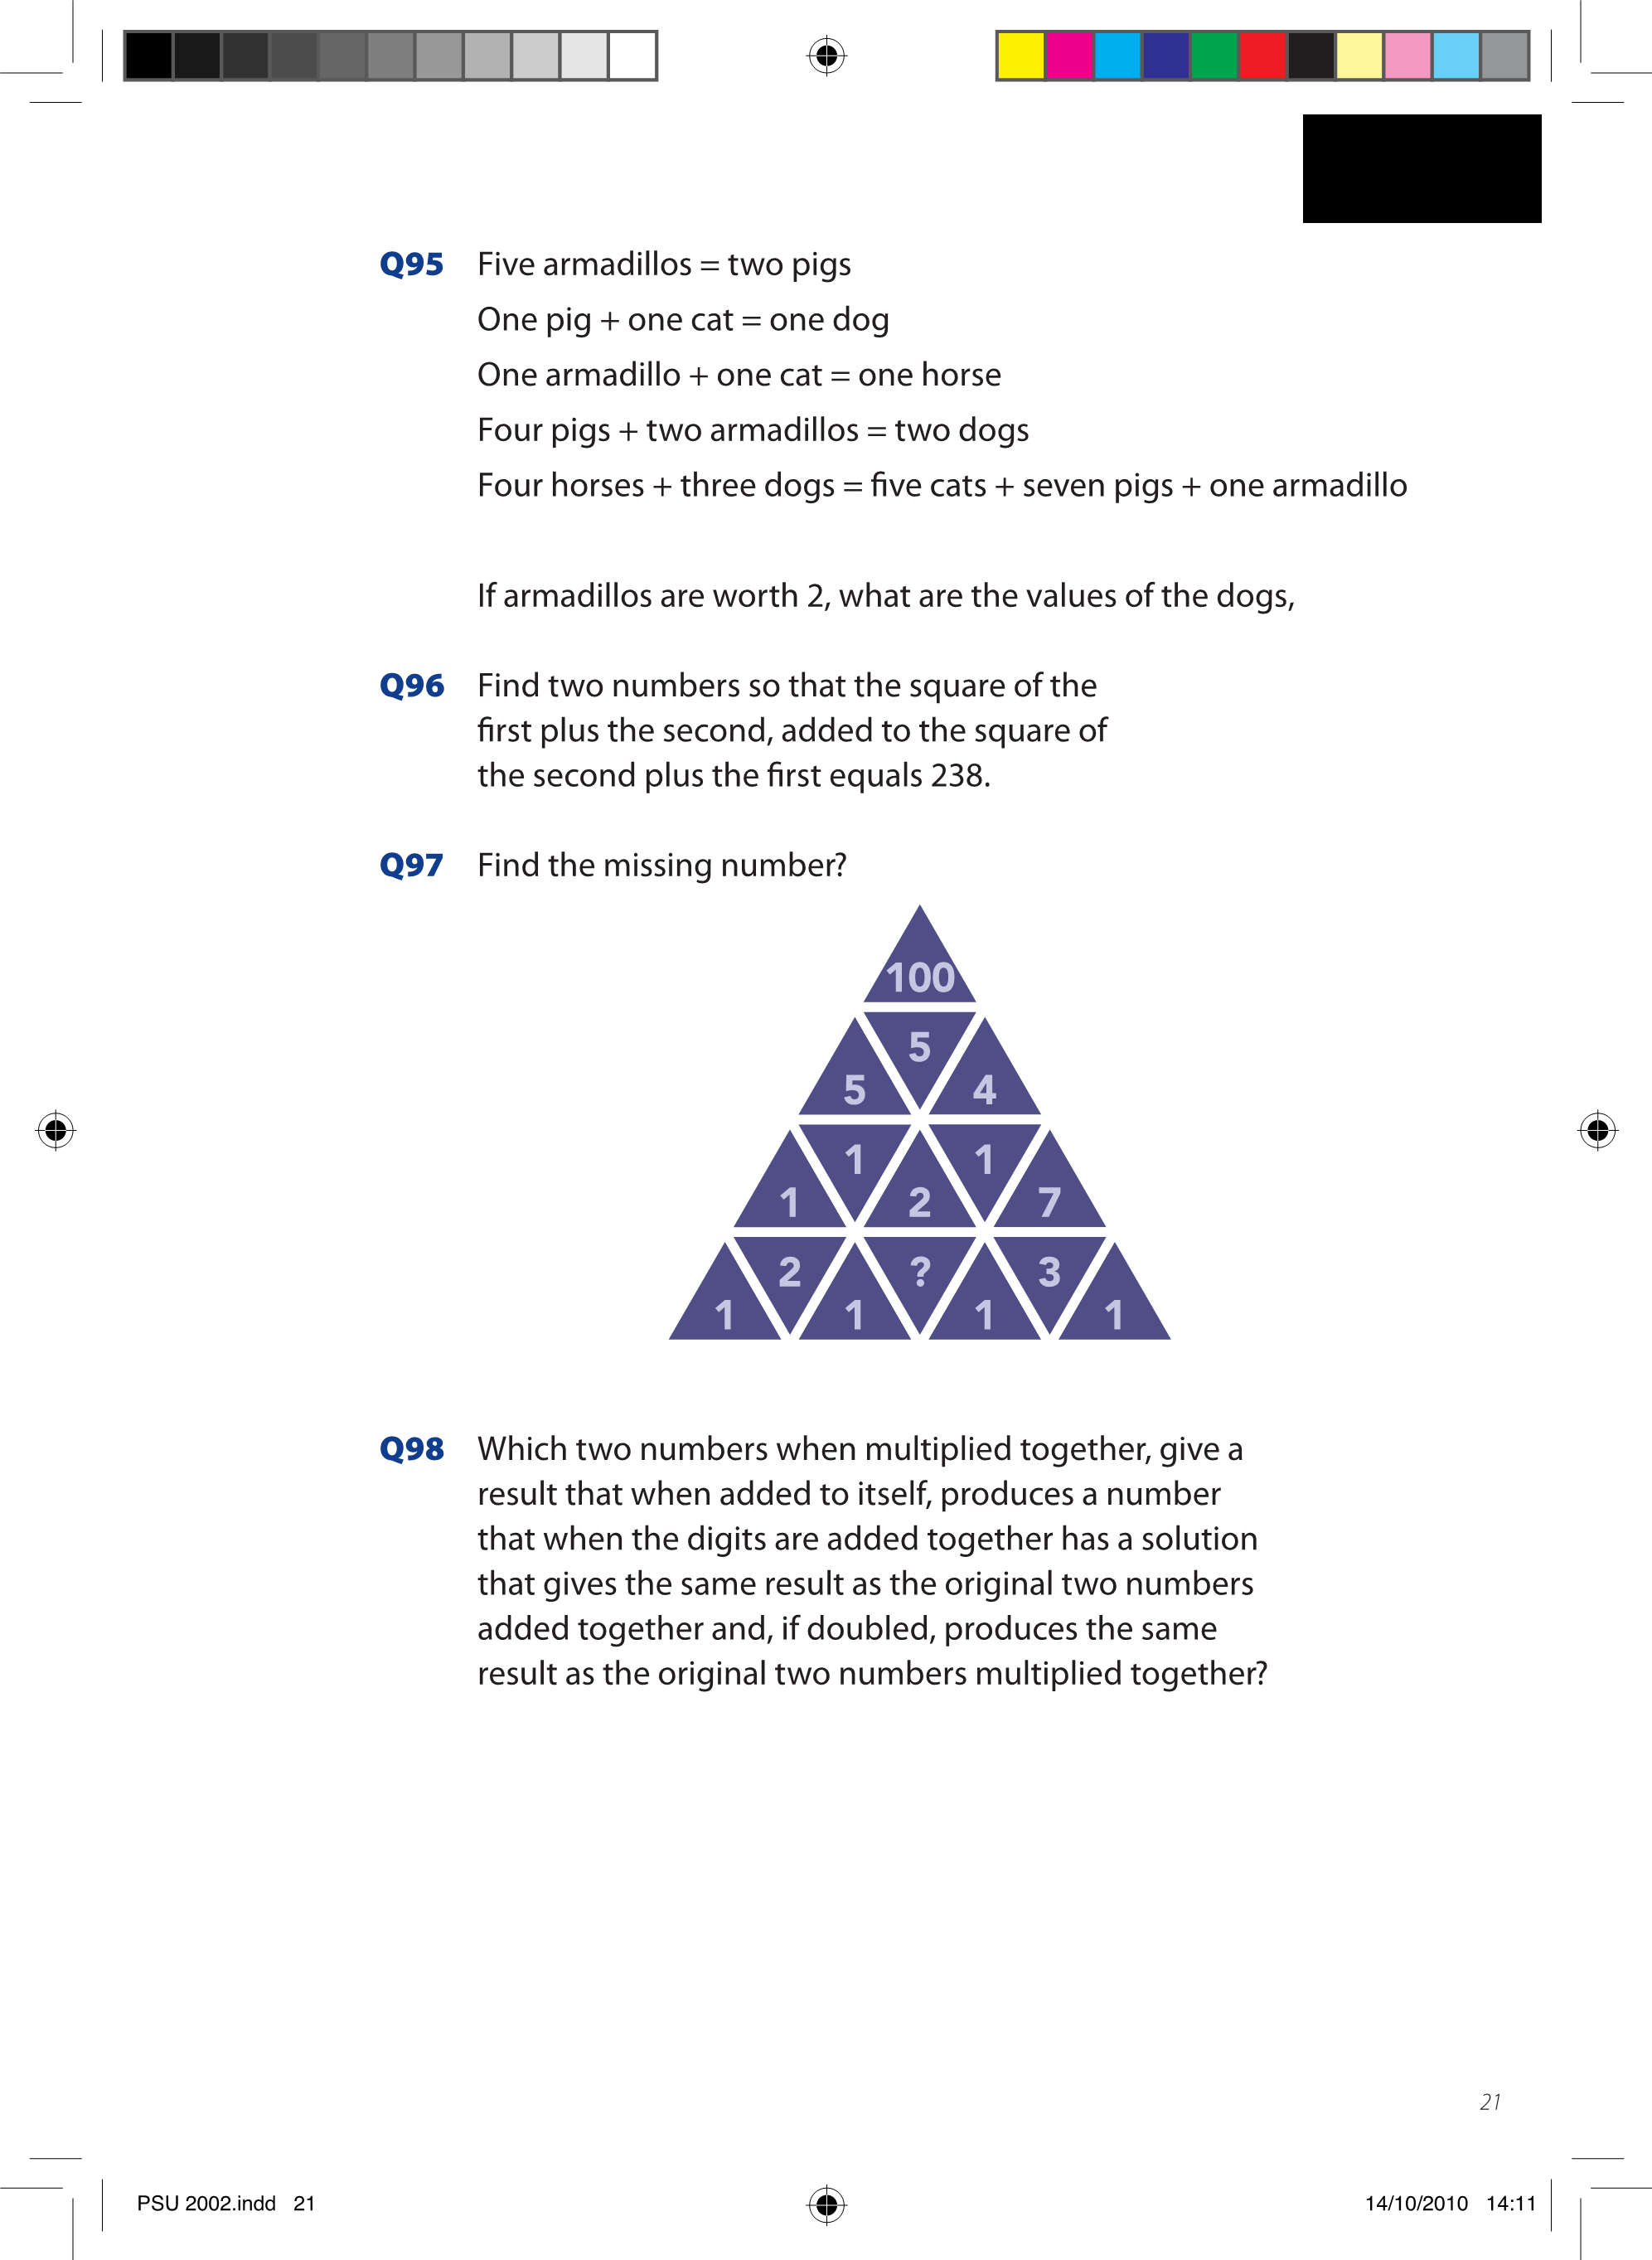 Q95 Five armadillos = two pigs
One pig + one cat = one dog
One armadillo + one cat = one horse
Four pigs + two armadillos = two dogs
Four horses + three dogs = five cats + seven pigs + one armadillo
If armadillos are worth 2, what are the values of the dogs,
Q96 Find two numbers so that the square of the
first plus the second, added to the square of
the second plus the first equals 238.
Q97 Find the missing number?
100
5
5 4
1 1
1 2 7
2 ? 3
1 1 1 1
Q98 Which two numbers when multiplied together, give a
result that when added to itself, produces a number
that when the digits are added together has a solution
that gives the same result as the original two numbers
added together and, if doubled, produces the same
result as the original two numbers multiplied together?
21
PSU 2002.indd 21 14/10/2010 14:11